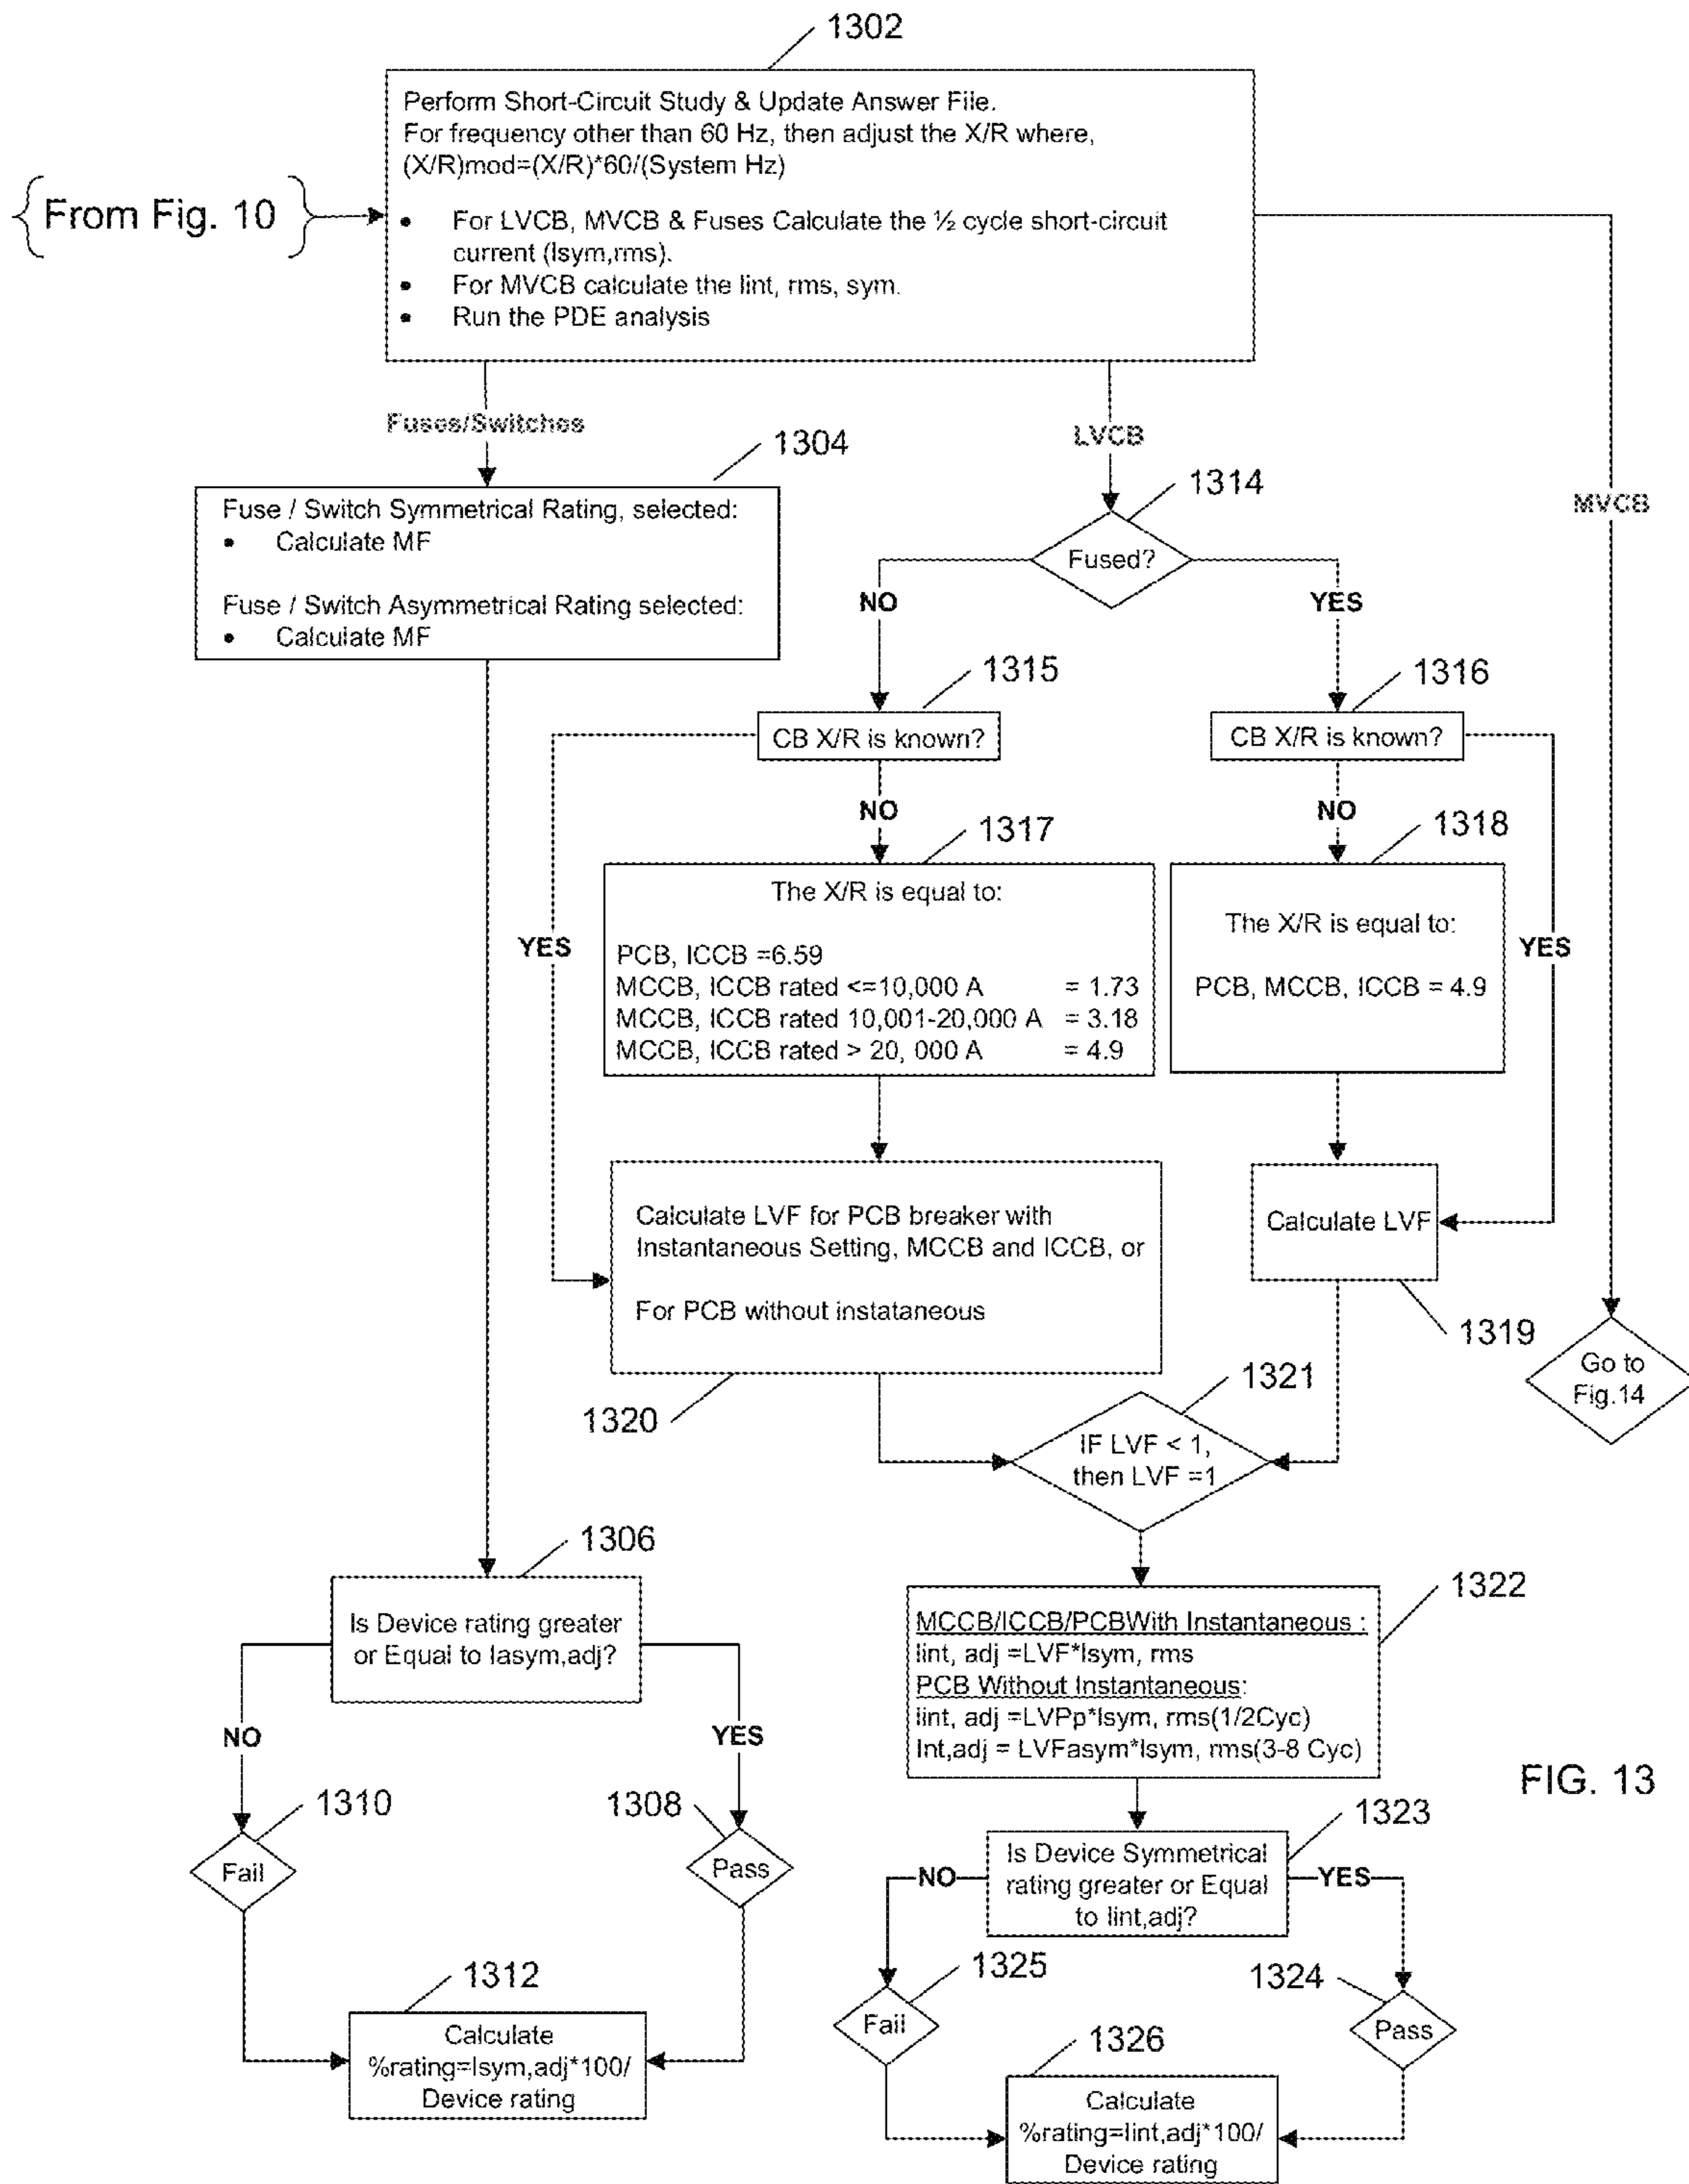 1302
Perform Short-Circuit Study & Update Answer File.
For frequency other than 60 Hz, then adjust the X/R where,
(X/R)mod=(X/R)*60/(System Hz)
{From Fig. 10}
• For LVCB, MVCB & Fuses Calculate the ½ cycle short-circuit
current (Isym,rms).
• For MVCB calculate the Iint, rms, sym.
• Run the PDE analysis
Fuses/Switches
LVCB
MVCB
1304
Fuse / Switch Symmetrical Rating, selected:
• Calculate MF
Fuse / Switch Asymmetrical Rating selected:
• Calculate MF
1314
Fused?
NO
YES
1315
CB X/R is known?
1316
CB X/R is known?
NO
NO
YES
YES
1317
The X/R is equal to:
PCB, ICCB =6.59
MCCB, ICCB rated <=10,000 A = 1.73
MCCB, ICCB rated 10,001-20,000 A = 3.18
MCCB, ICCB rated > 20, 000 A = 4.9
1318
The X/R is equal to:
PCB, MCCB, ICCB = 4.9
Calculate LVF for PCB breaker with
Instantaneous Setting, MCCB and ICCB, or
For PCB without instataneous
1320
Calculate LVF
1319
Go to
Fig.14
1321
IF LVF < 1,
then LVF =1
1306
Is Device rating greater
or Equal to Iasym,adj?
NO
YES
1310
Fail
1308
Pass
1312
Calculate
%rating=Isym,adj*100/
Device rating
1322
MCCB/ICCB/PCBWith Instantaneous :
Iint, adj =LVF*Isym, rms
PCB Without Instantaneous:
Iint, adj =LVPp*Isym, rms(1/2Cyc)
Int,adj = LVFasym*Isym, rms(3-8 Cyc)
1323
Is Device Symmetrical
rating greater or Equal
to Iint,adj?
NO
YES
1325
Fail
1324
Pass
1326
Calculate
%rating=Iint,adj*100/
Device rating
FIG. 13